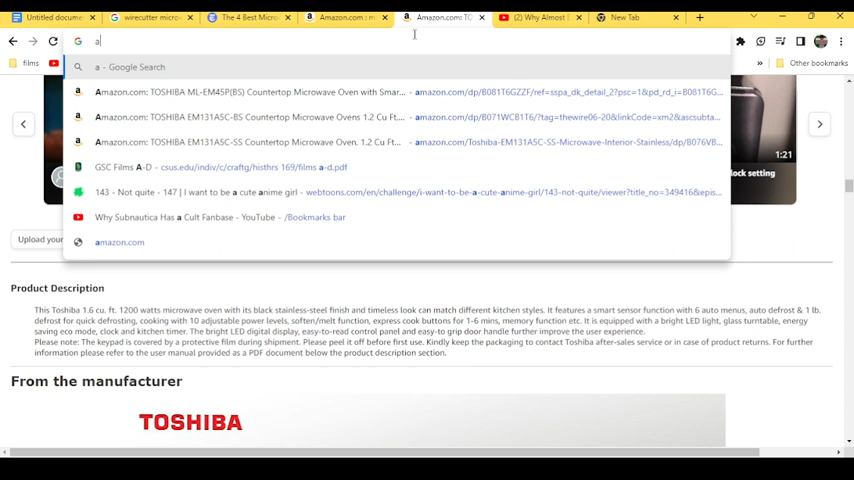 Untitled docume
wirecutter micro
The 4 Best Micro
Amazon.com : m
Amazon.com: TO
(2) Why Almost B
New Tab
a
films
Other bookmarks
a - Google Search
Amazon.com: TOSHIBA ML-EM45P(BS) Countertop Microwave Oven with Smar... - amazon.com/dp/B081T6GZZF/ref=sspa_dk_detail_2?psc=1&pd_rd_i=B081T6G...
Amazon.com: TOSHIBA EM131A5C-BS Countertop Microwave Ovens 1.2 Cu Ft,... - amazon.com/dp/B071WCB1T6/?tag=thewire06-20&linkCode=xm2&ascsubta...
Amazon.com: TOSHIBA EM131A5C-SS Countertop Microwave Oven. 1.2 Cu Ft... - amazon.com/Toshiba-EM131A5C-SS-Microwave-Interior-Stainless/dp/B076VB...
GSC Films A-D - csus.edu/indiv/c/craftg/histhrs 169/films a-d.pdf
143 - Not quite - 147 | I want to be a cute anime girl - webtoons.com/en/challenge/i-want-to-be-a-cute-anime-girl/143-not-quite/viewer?title_no=349416&epis...
Why Subnautica Has a Cult Fanbase - YouTube - /Bookmarks bar
amazon.com
1:21
lock setting
Upload your
Product Description
This Toshiba 1.6 cu. ft. 1200 watts microwave oven with its black stainless-steel finish and timeless look can match different kitchen styles. It features a smart sensor function with 6 auto menus, auto defrost & 1 lb.
defrost for quick defrosting, cooking with 10 adjustable power levels, soften/melt function, express cook buttons for 1-6 mins, memory function etc. It is equipped with a bright LED light, glass turntable, energy
saving eco mode, clock and kitchen timer. The bright LED digital display, easy-to-read control panel and easy-to grip door handle further improve the user experience.
Please note: The keypad is covered by a protective film during shipment. Please peel it off before first use. Kindly keep the packaging to contact Toshiba after-sales service or in case of product returns. For further
information please refer to the user manual provided as a PDF document below the product description section.
From the manufacturer
TOSHIBA